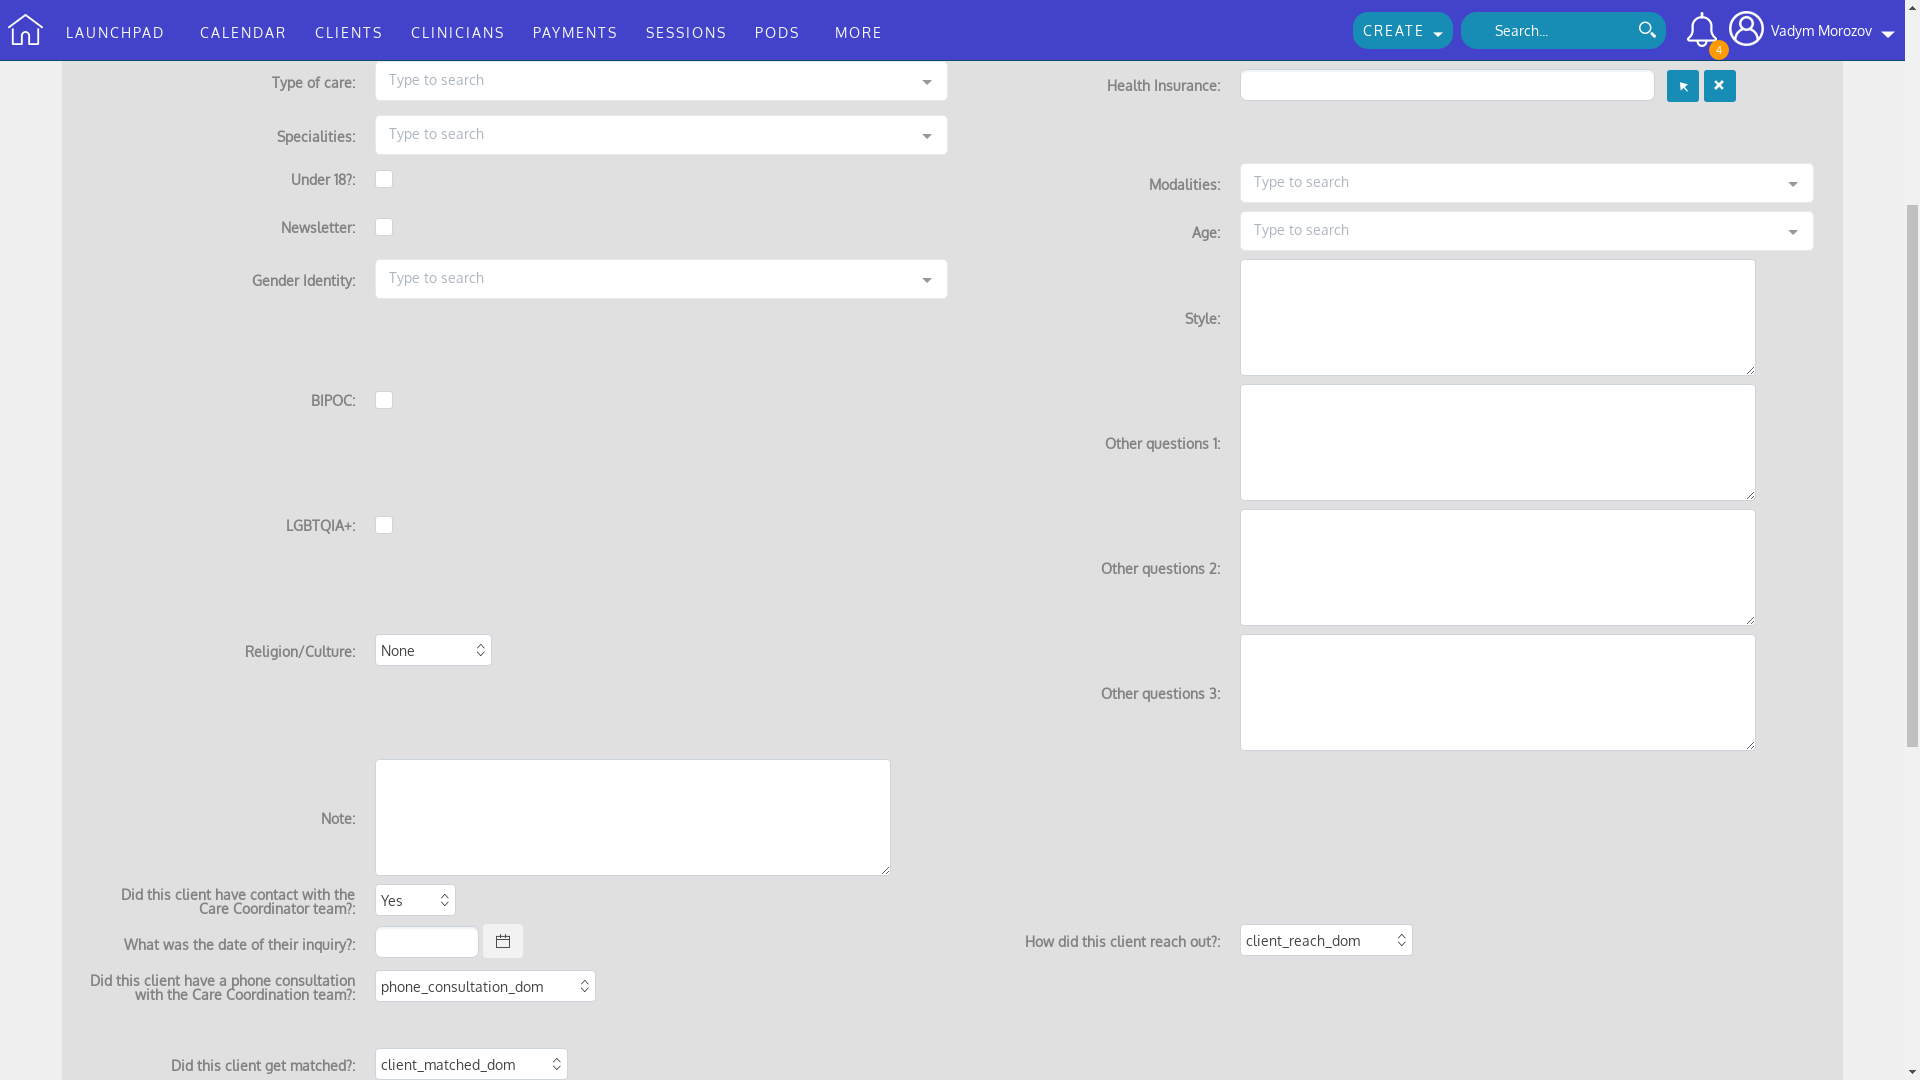 LAUNCHPAD CALENDAR CLIENTS CLINICIANS PAYMENTS SESSIONS PODS MORE CREATE Search... 4 Vadym Morozov
Type of care: Type to search
Health Insurance:
Specialities: Type to search
Under 18?:
Modalities: Type to search
Newsletter:
Age: Type to search
Gender Identity: Type to search
Style:
BIPOC:
Other questions 1:
LGBTQIA+:
Other questions 2:
Religion/Culture: None
Other questions 3:
Note:
Did this client have contact with the
Care Coordinator team?: Yes
What was the date of their inquiry?:
How did this client reach out?: client_reach_dom
Did this client have a phone consultation
with the Care Coordination team?: phone_consultation_dom
Did this client get matched?: client_matched_dom